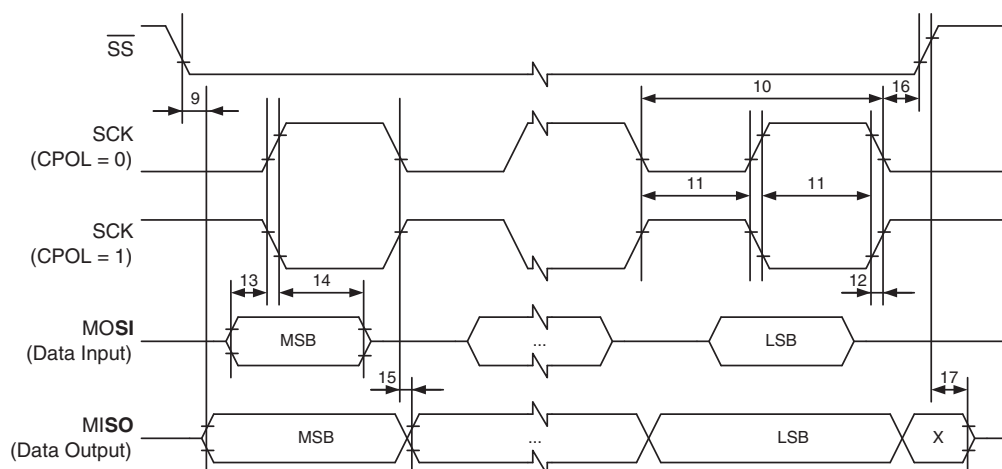 SS
10
16
9
SCK
(CPOL = 0)
11 11
SCK
(CPOL = 1)
13 14 12
MOSI
(Data Input)
MSB ... LSB
15 17
MISO
(Data Output)
MSB ... LSB X